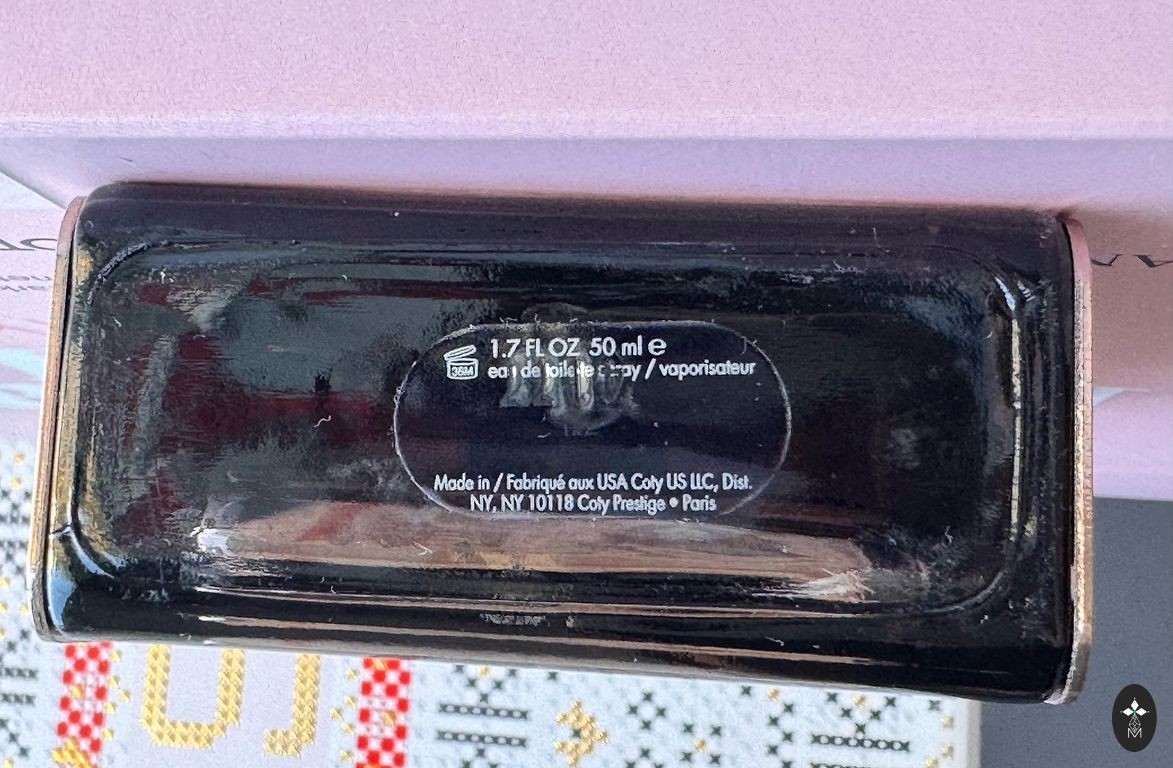 1.7 FL OZ 50 ml e
36M
eau de toilette spray / vaporisateur
Made in / Fabriqué aux USA Coty US LLC, Dist.
NY, NY 10118 Coty Prestige • Paris
M